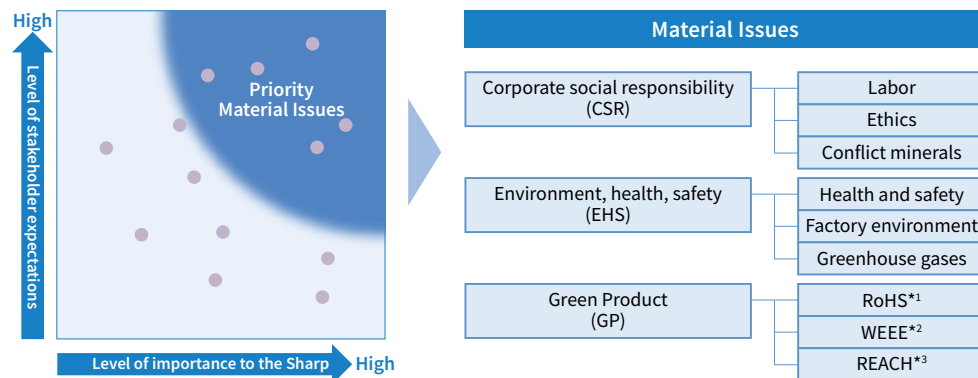 High
Level of stakeholder expectations
Priority
Material Issues
Level of importance to the Sharp
High
Material Issues
Corporate social responsibility
(CSR)
Labor
Ethics
Conflict minerals
Environment, health, safety
(EHS)
Health and safety
Factory environment
Greenhouse gases
Green Product
(GP)
RoHS*1
WEEE*2
REACH*3